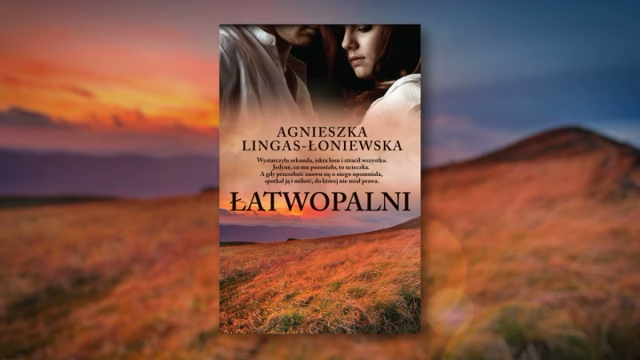 AGNIESZKA
LINGAS-ŁONIEWSKA
Wystarczyła sekunda, iskra losu i stracił wszystko.
Jedyne, co mu pozostało, to ucieczka.
A gdy przeszłość znowu się o niego upomniała,
spotkał ją i miłość, do której nie miał prawa.
ŁATWOPALNI